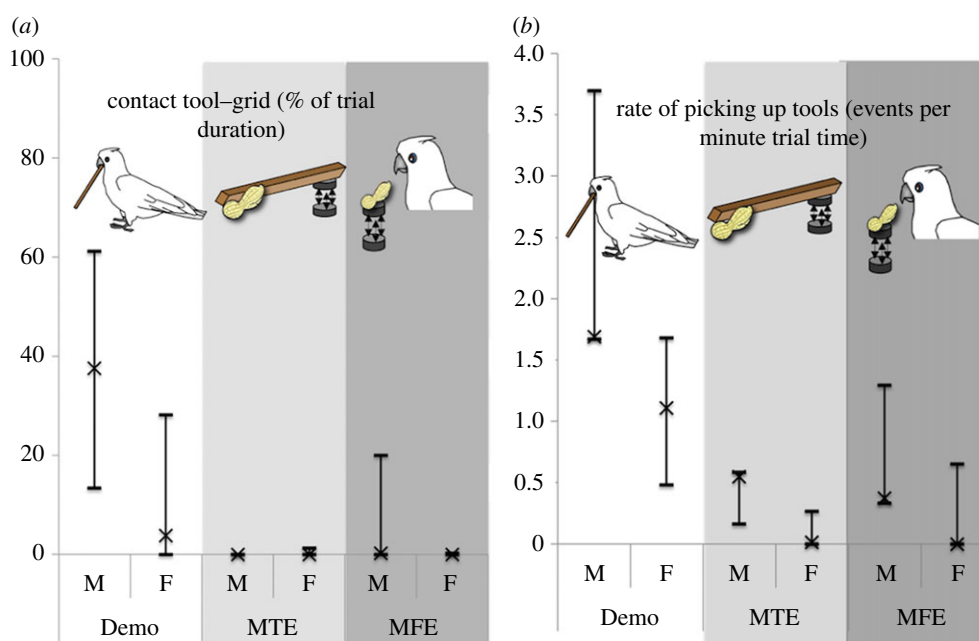 (a)
100
80
60
40
20
0
contact tool–grid (% of trial
duration)
M F M F M F
Demo MTE MFE
(b)
4.0
3.5
3.0
2.5
2.0
1.5
1.0
0.5
0
rate of picking up tools (events per
minute trial time)
M F M F M F
Demo MTE MFE